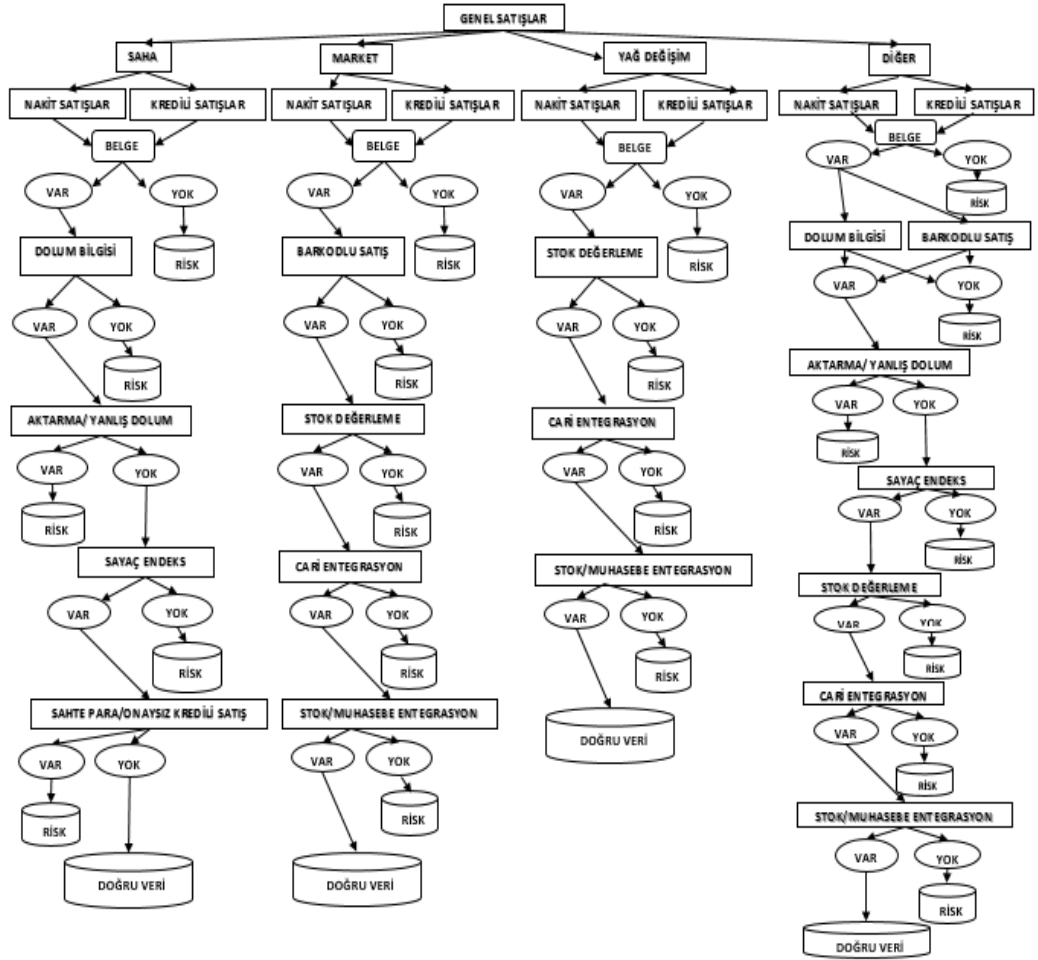 GENEL SATIŞLAR
SAHA
NAKİT SATIŞLAR
KREDİLİ SATIŞLAR
BELGE
VAR
YOK
RİSK
DOLUM BİLGİSİ
VAR
YOK
RİSK
AKTARMA/ YANLIŞ DOLUM
VAR
YOK
RİSK
SAYAÇ ENDEKS
VAR
YOK
RİSK
SAHTE PARA/ONAYSIZ KREDİLİ SATIŞ
VAR
YOK
RİSK
DOĞRU VERİ
MARKET
NAKİT SATIŞLAR
KREDİLİ SATIŞLAR
BELGE
VAR
YOK
RİSK
BARKODLU SATIŞ
VAR
YOK
RİSK
STOK DEĞERLEME
VAR
YOK
RİSK
CARİ ENTEGRASYON
VAR
YOK
RİSK
STOK/MUHASEBE ENTEGRASYON
VAR
YOK
RİSK
DOĞRU VERİ
YAĞ DEĞİŞİM
NAKİT SATIŞLAR
KREDİLİ SATIŞLAR
BELGE
VAR
YOK
RİSK
STOK DEĞERLEME
VAR
YOK
RİSK
CARİ ENTEGRASYON
VAR
YOK
RİSK
STOK/MUHASEBE ENTEGRASYON
VAR
YOK
RİSK
DOĞRU VERİ
DİĞER
NAKİT SATIŞLAR
KREDİLİ SATIŞLAR
BELGE
VAR
YOK
RİSK
DOLUM BİLGİSİ
BARKODLU SATIŞ
VAR
YOK
RİSK
AKTARMA/ YANLIŞ DOLUM
VAR
YOK
RİSK
SAYAÇ ENDEKS
VAR
YOK
RİSK
STOK DEĞERLEME
VAR
YOK
RİSK
CARİ ENTEGRASYON
VAR
YOK
RİSK
STOK/MUHASEBE ENTEGRASYON
VAR
YOK
RİSK
DOĞRU VERİ